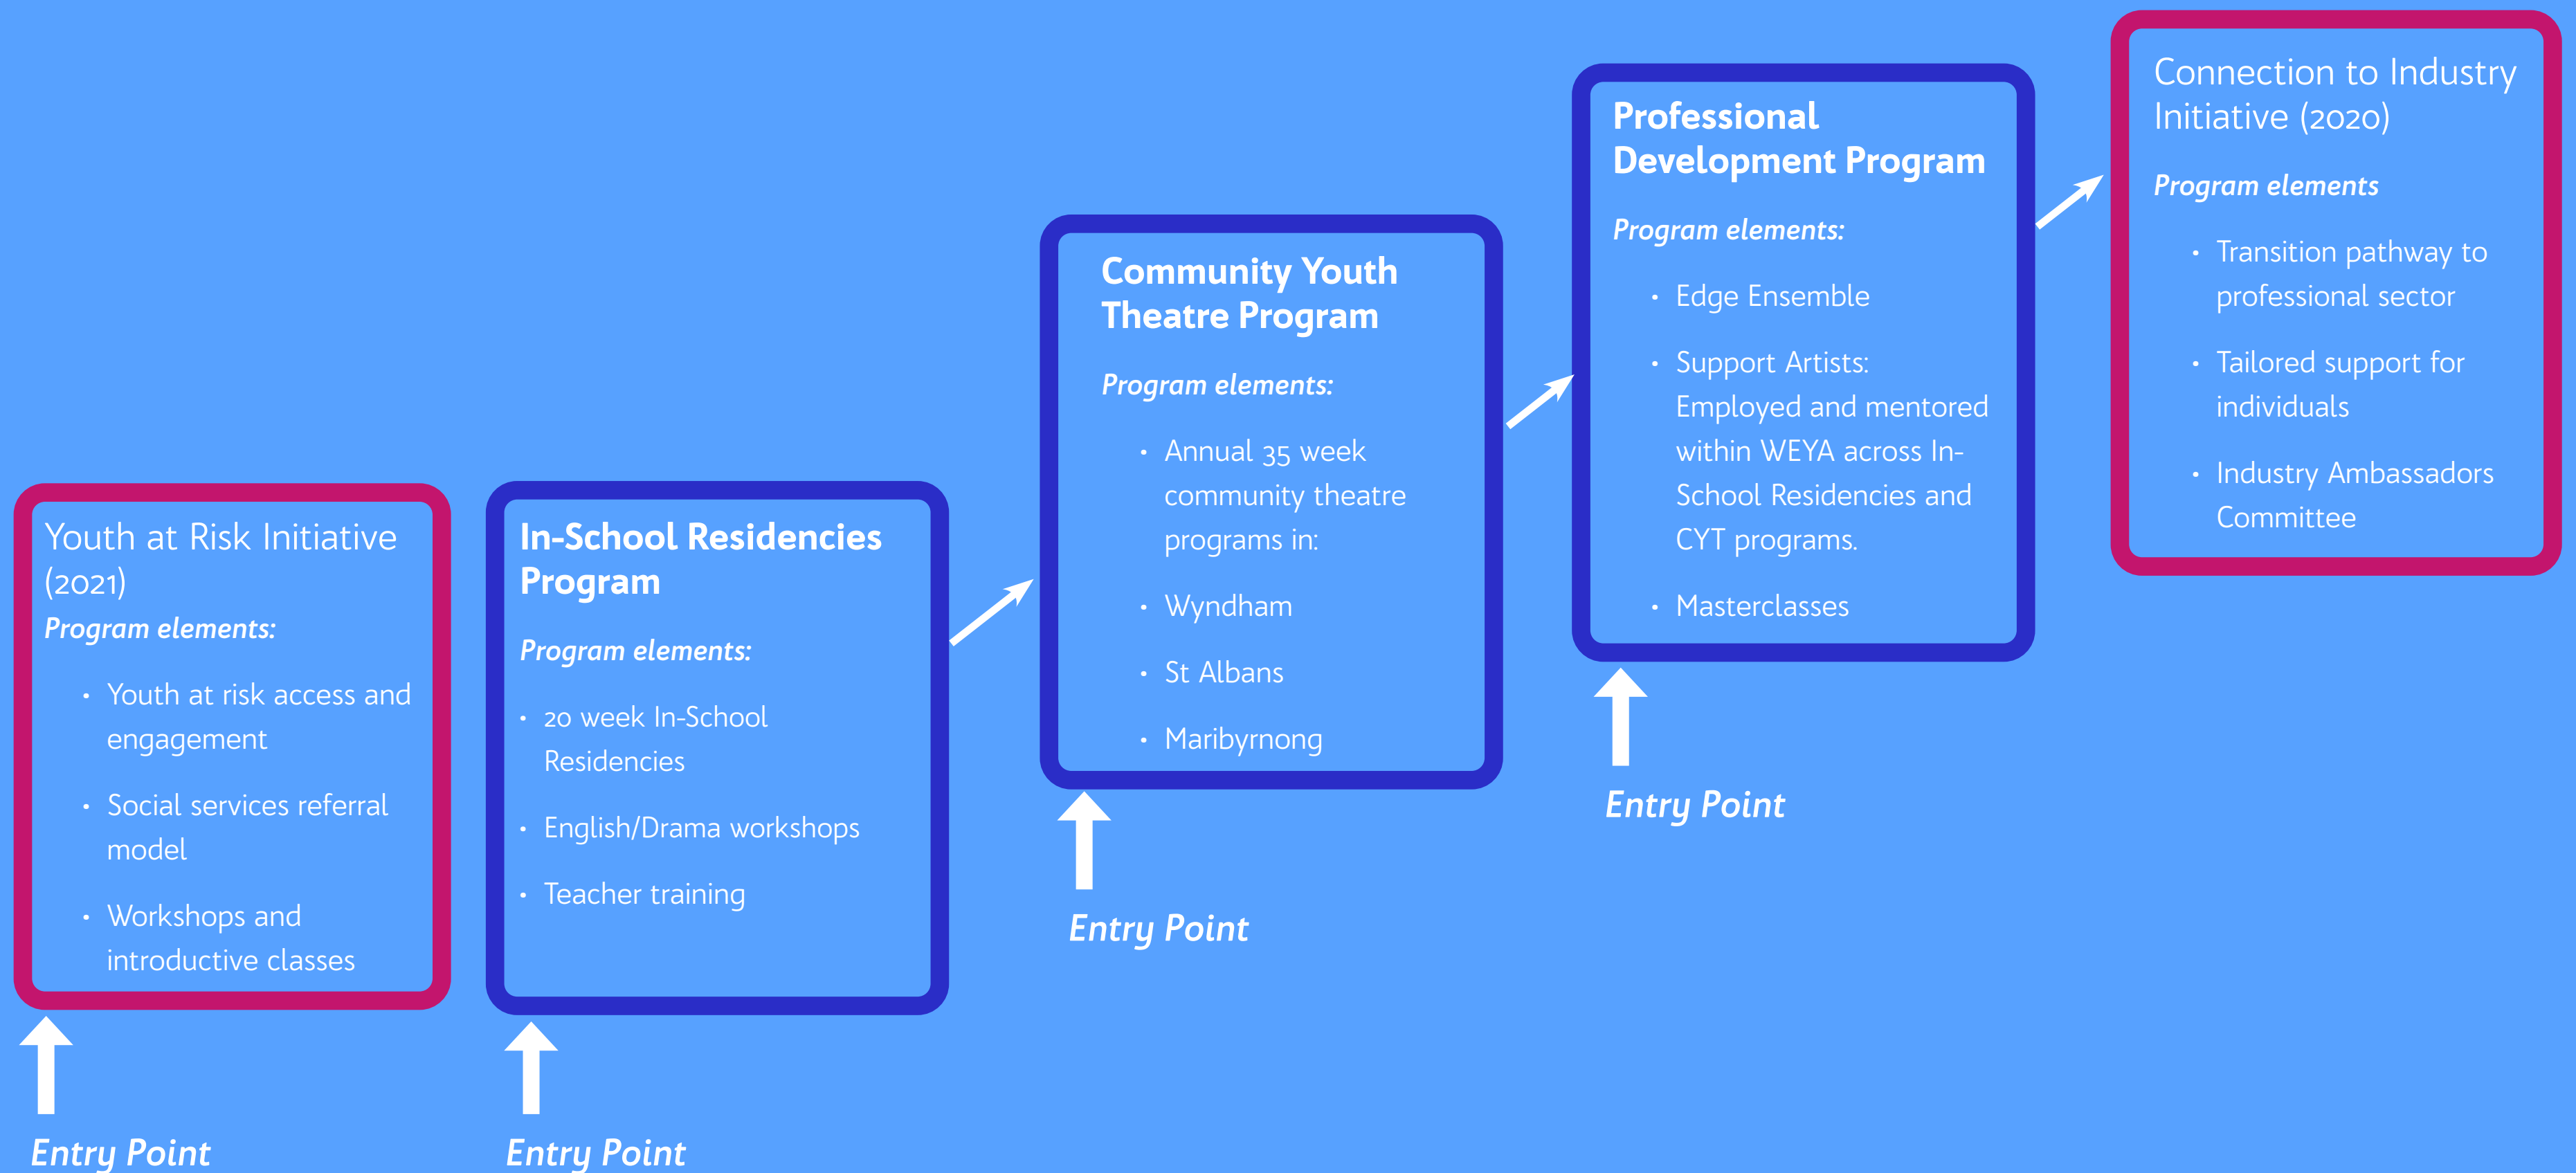 Youth at Risk Initiative
(2021)
Program elements:
• Youth at risk access and
engagement
• Social services referral
model
• Workshops and
introductive classes
Entry Point
In-School Residencies
Program
Program elements:
• 20 week In-School
Residencies
• English/Drama workshops
• Teacher training
Entry Point
Community Youth
Theatre Program
Program elements:
• Annual 35 week
community theatre
programs in:
• Wyndham
• St Albans
• Maribyrnong
Entry Point
Professional
Development Program
Program elements:
• Edge Ensemble
• Support Artists:
Employed and mentored
within WEYA across In-
School Residencies and
CYT programs.
• Masterclasses
Entry Point
Connection to Industry
Initiative (2020)
Program elements
• Transition pathway to
professional sector
• Tailored support for
individuals
• Industry Ambassadors
Committee